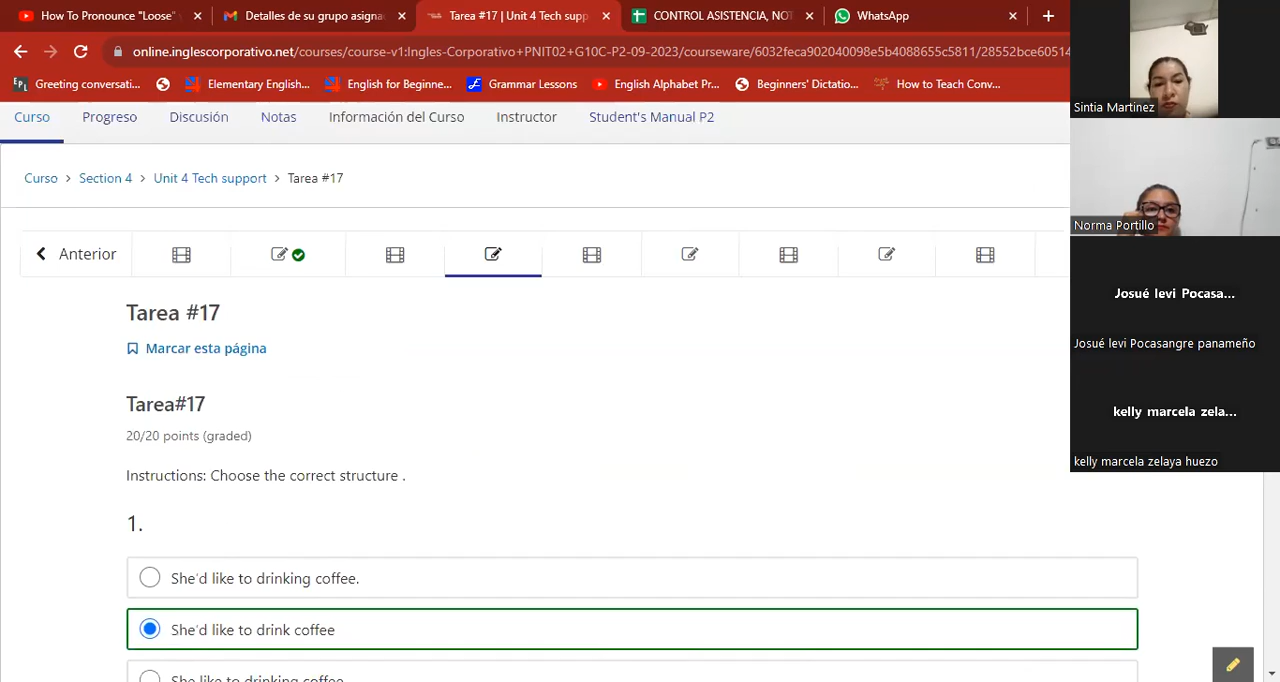 How To Pronounce "Loose"
Detalles de su grupo asigna
Tarea #17 | Unit 4 Tech supp
CONTROL ASISTENCIA, NOT
WhatsApp
online.inglescorporativo.net/courses/course-v1:Ingles-Corporativo+PNIT02+G10C-P2-09-2023/courseware/6032feca902040098e5b4088655c5811/28552bce60514
Greeting conversati...
Elementary English...
English for Beginne...
Grammar Lessons
English Alphabet Pr...
Beginners' Dictatio...
How to Teach Conv...
Curso
Progreso
Discusión
Notas
Información del Curso
Instructor
Student's Manual P2
Curso > Section 4 > Unit 4 Tech support > Tarea #17
Anterior
Tarea #17
Marcar esta página
Tarea#17
20/20 points (graded)
Instructions: Choose the correct structure .
1.
She'd like to drinking coffee.
She'd like to drink coffee
She like to drinking coffee
Sintia Martinez
Norma Portillo
Josué levi Pocasa...
Josué levi Pocasangre panameño
kelly marcela zela...
kelly marcela zelaya huezo